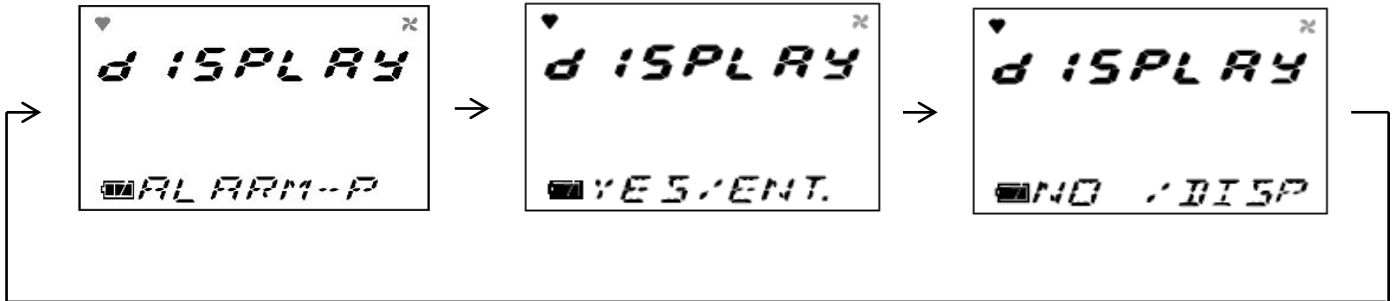 dISPLAY
ALARM--P
dISPLAY
YES/ENT.
dISPLAY
NO /DISP